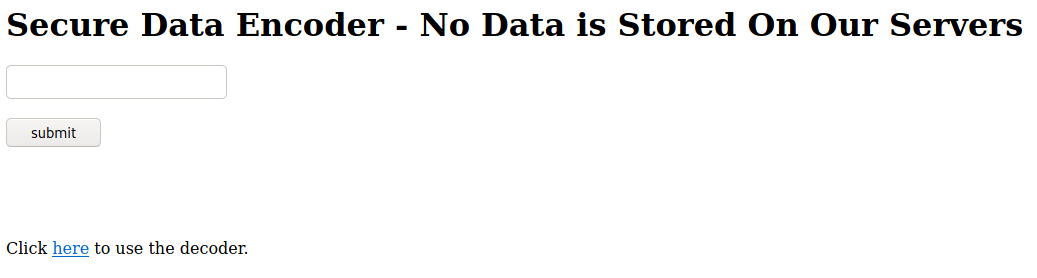 Secure Data Encoder - No Data is Stored On Our Servers
submit
Click here to use the decoder.